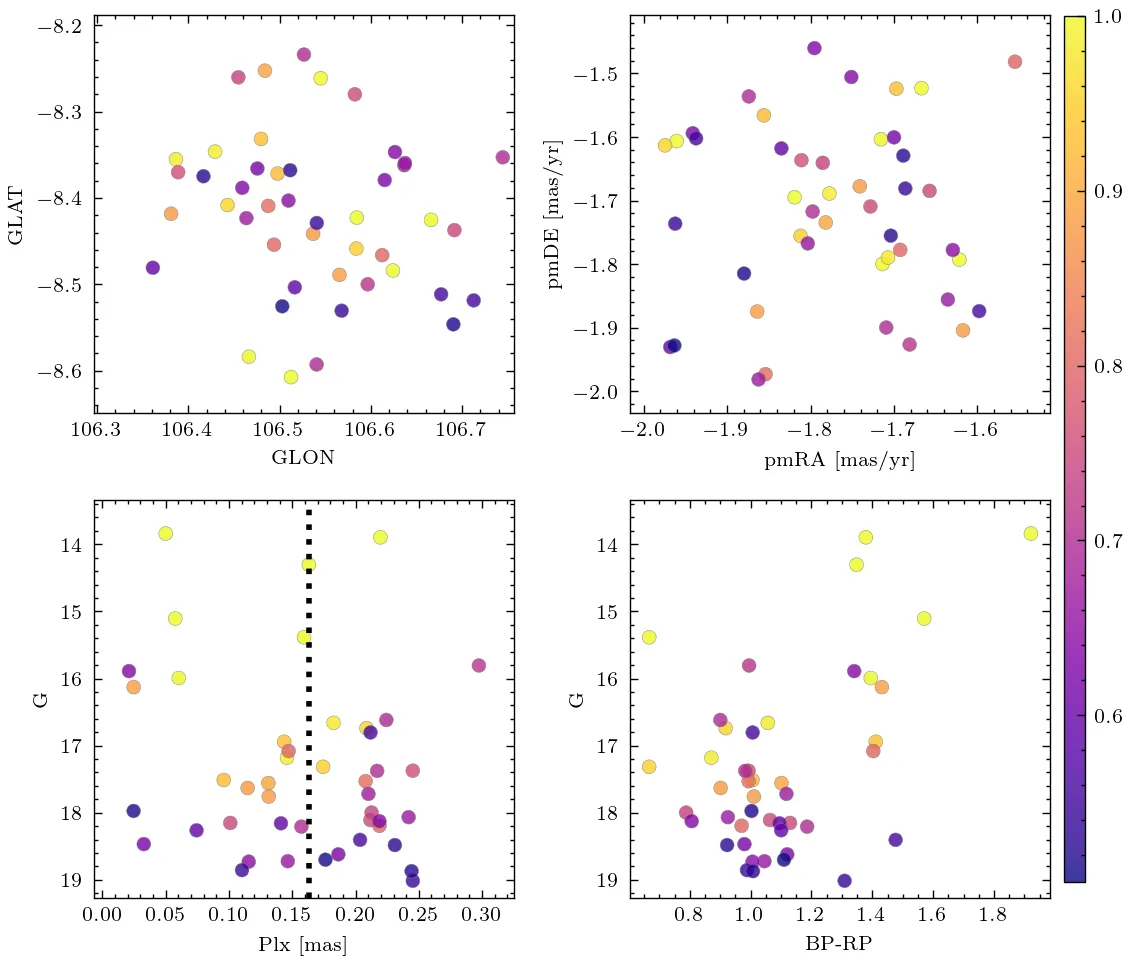 −8.2
−8.3
−8.4
−8.5
−8.6
GLAT
106.3 106.4 106.5 106.6 106.7
GLON
−1.5
−1.6
−1.7
−1.8
−1.9
−2.0
pmDE [mas/yr]
−2.0 −1.9 −1.8 −1.7 −1.6
pmRA [mas/yr]
1.0
0.9
0.8
0.7
0.6
14
15
16
17
18
19
G
0.00 0.05 0.10 0.15 0.20 0.25 0.30
Plx [mas]
14
15
16
17
18
19
G
0.8 1.0 1.2 1.4 1.6 1.8
BP-RP